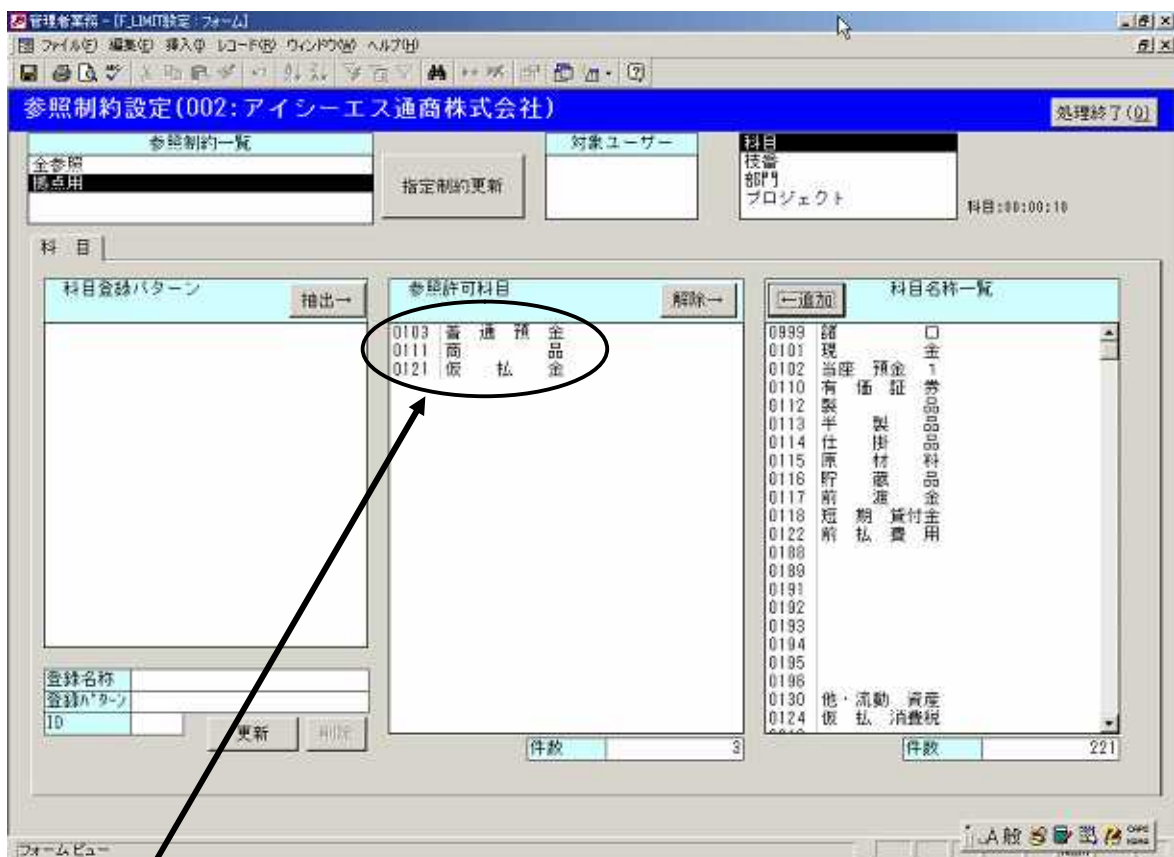 管理者業務 - [F_LIMIT設定 : フォーム]
ファイル(F) 編集(E) 挿入(I) レコード(R) ウィンドウ(W) ヘルプ(H)
参照制約設定(002:アイシーエス通商株式会社)
処理終了(Q)
参照制約一覧
全参照
拠点用
指定制約更新
対象ユーザー
科目
枝番
部門
プロジェクト
科目:00:00:10
科 目
科目登録パターン
抽出→
参照許可科目
解除→
←追加
科目名称一覧
0103 普 通 預 金
0111 商 品
0121 仮 払 金
0999 諸 口
0101 現 金
0102 当座 預金 1
0110 有 価 証 券
0112 製 品
0113 半 製 品
0114 仕 掛 品
0115 原 材 料
0116 貯 蔵 品
0117 前 渡 金
0118 短 期 貸付金
0122 前 払 費 用
0188
0189
0191
0192
0193
0194
0195
0196
0130 他・流動 資産
0124 仮 払 消費税
登録名称
登録パターン
ID
更新
削除
件数 3
件数 221
フォームビュー
A 般